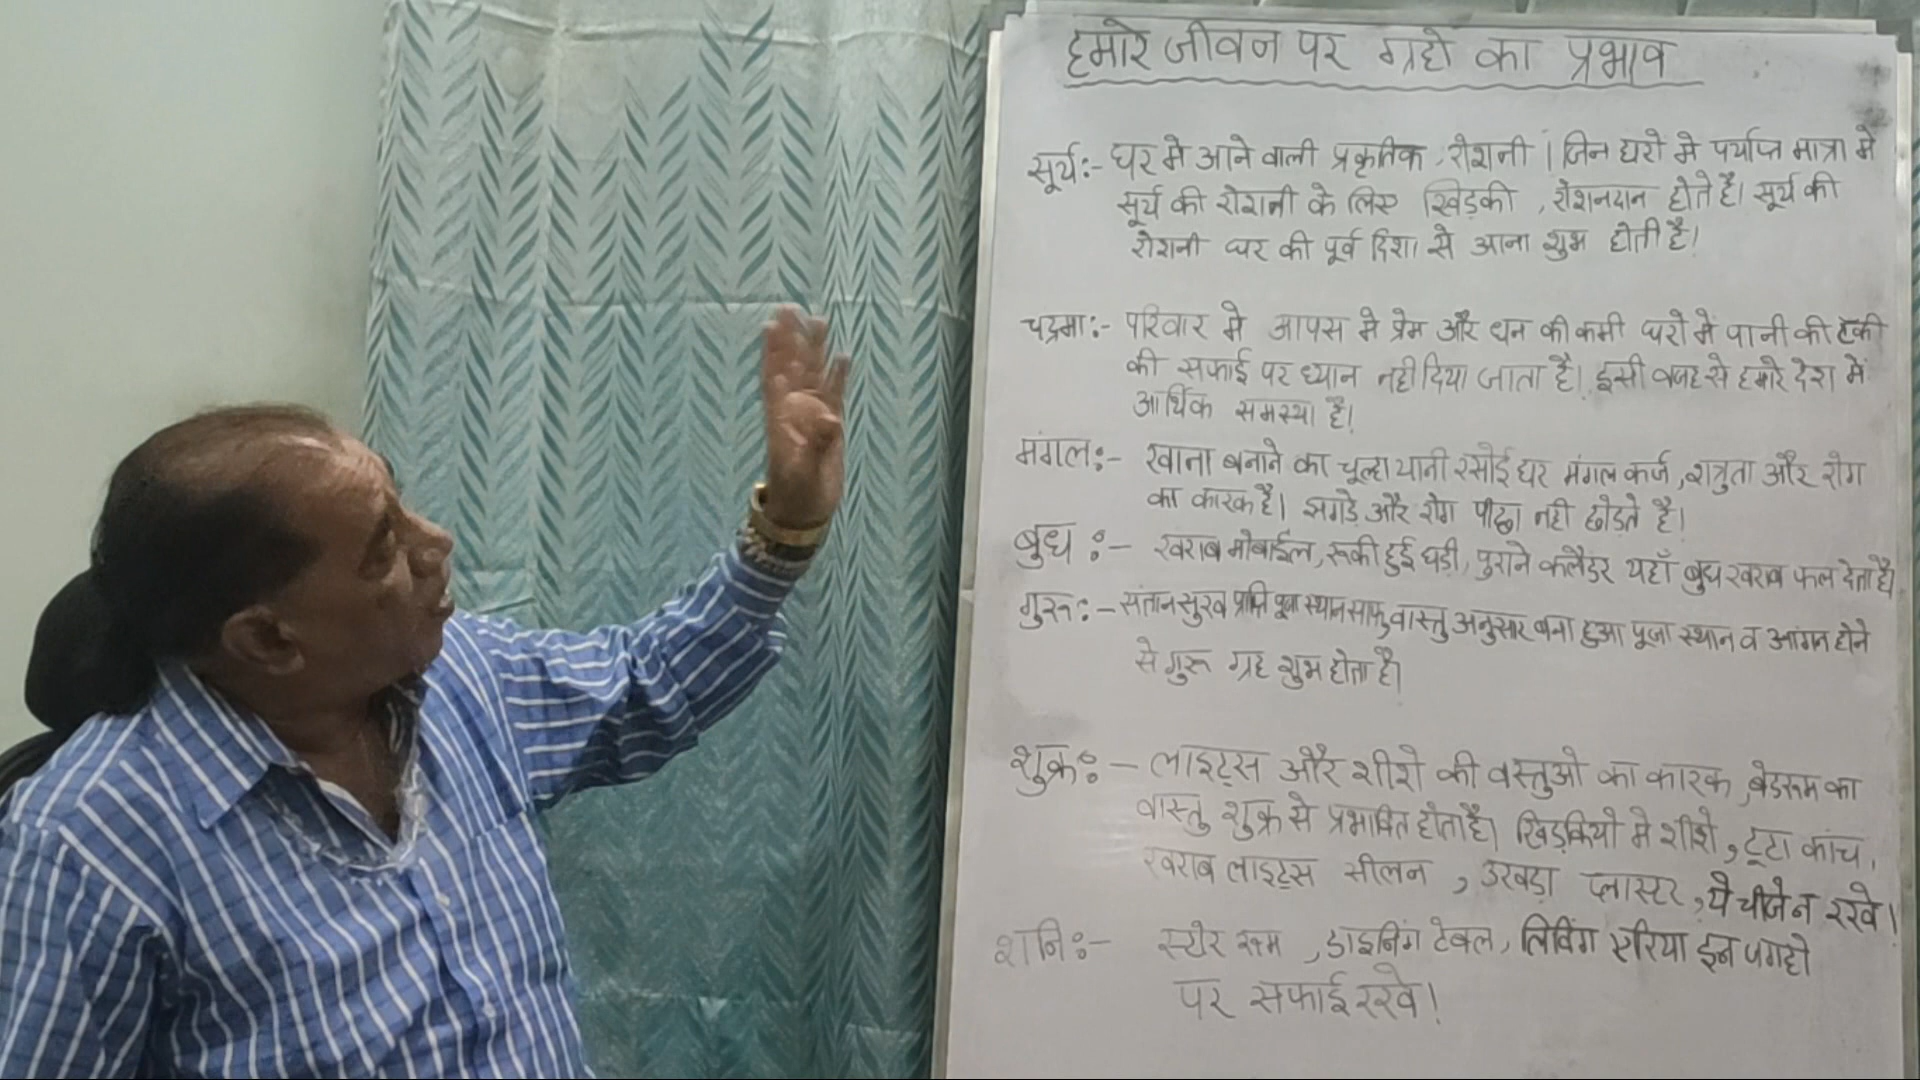 हमारे जीवन पर ग्रहो का प्रभाव
सूर्य:- घर मे आने वाली प्रकृतिक, रोशनी । जिन घरो मे पर्याप्त मात्रा मे
सूर्य की रोशनी के लिए खिड़की , रोशनदान होते है। सूर्य की
रोशनी घर की पूर्व दिशा से आना शुभ होती है।
चद्रमा:- परिवार मे आपस मे प्रेम और धन की कमी घरो में पानी की टंकी
की सफाई पर ध्यान नही दिया जाता है। इसी वजह से हमारे देश में
आर्थिक समस्या है।
मंगल:- खाना बनाने का चूल्हा यानी रसोई घर मंगल कर्ज, शत्रुता और रोग
का कारक है। झगड़े और रोग पीछा नही छोडते है।
बुध:- खराब मोबाईल, रूकी हुई घड़ी, पुराने कलैंडर यहाँ बुध खराब फल देता है।
गुरू:- संतान सुख प्राप्ति स्थान साफ, वास्तु अनुसार बना हुआ पूजा स्थान व आंगन होने
से गुरू ग्रह शुभ होता है।
शुक्र:- लाइट्स और शीशे की वस्तुओ का कारक, बेडरूम का
वास्तु शुक्र से प्रभावित होता है। खिड़कियो मे शीशे, टूटा कांच,
खराब लाइट्स सीलन , उखड़ा प्लास्टर, ये चीजे न रखे।
शनि:- स्टोर रूम , डाइनिंग टेबल, लिविंग एरिया इन जगहो
पर सफाई रखे!